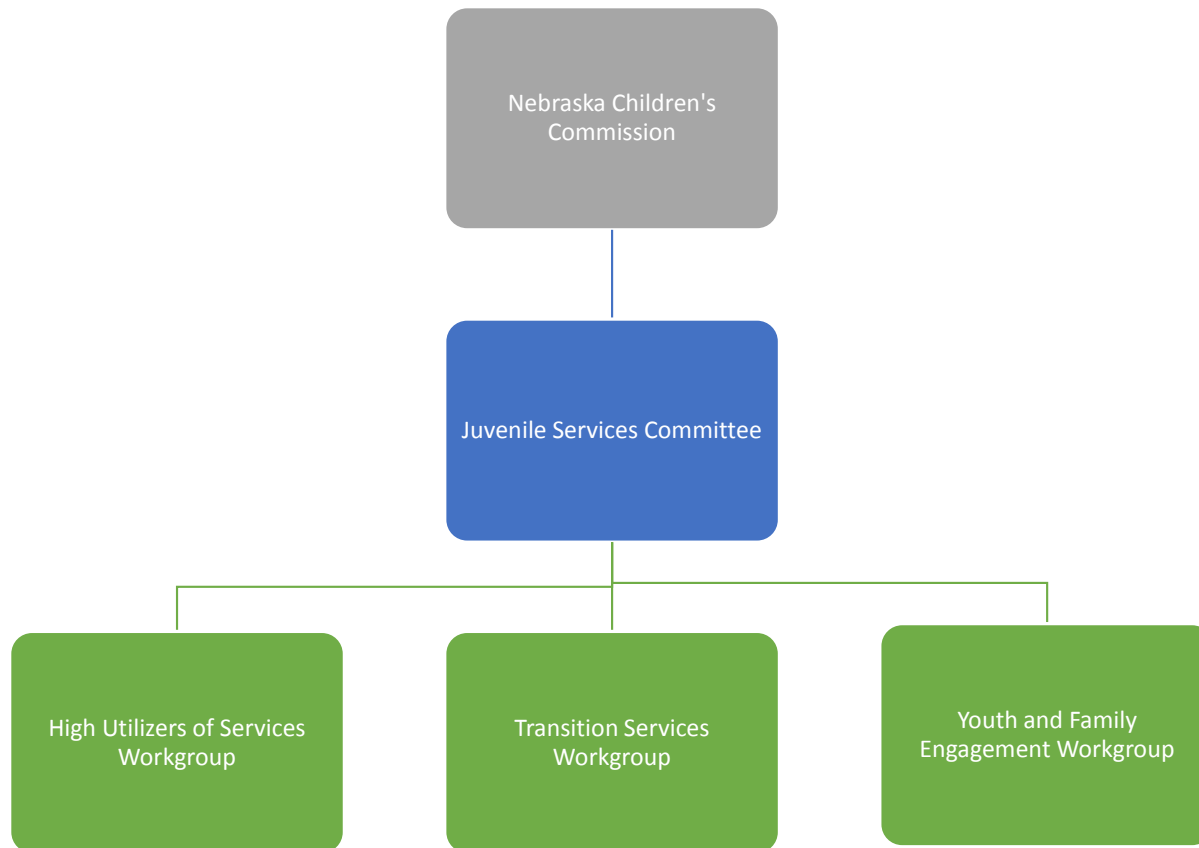 Nebraska Children's
Commission
Juvenile Services Committee
High Utilizers of Services
Workgroup
Transition Services
Workgroup
Youth and Family
Engagement Workgroup